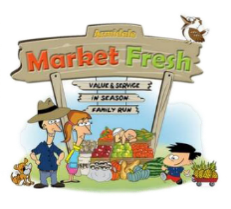 Market Fresh
VALUE & SERVICE
IN SEASON
FAMILY RUN